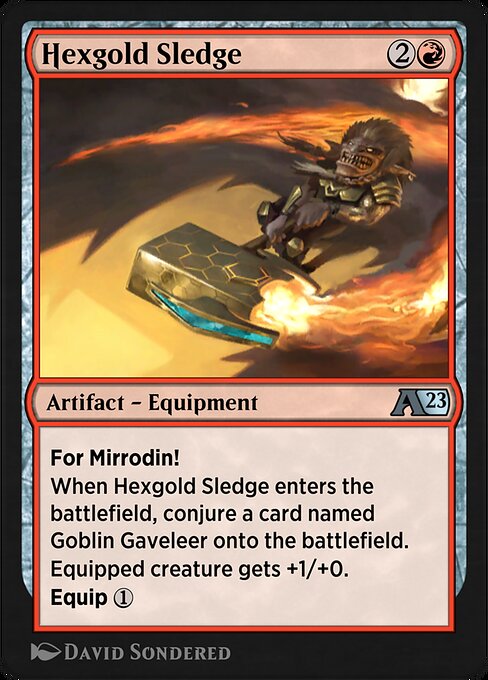 Hexgold Sledge 2
Artifact – Equipment A23
For Mirrodin!
When Hexgold Sledge enters the
battlefield, conjure a card named
Goblin Gaveleer onto the battlefield.
Equipped creature gets +1/+0.
Equip 1
David Sondered